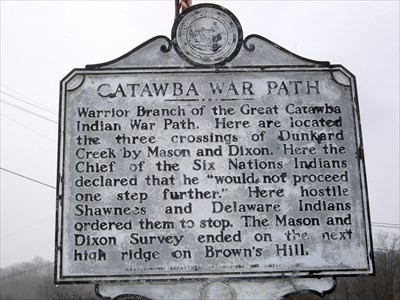 CATAWBA WAR PATH
Warrior Branch of the Great Catawba
Indian War Path. Here are located
the three crossings of Dunkard
Creek by Mason and Dixon. Here the
Chief of the Six Nations Indians
declared that he "would not proceed
one step further." Here hostile
Shawnees and Delaware Indians
ordered them to stop. The Mason and
Dixon Survey ended on the next
high ridge on Brown's Hill.